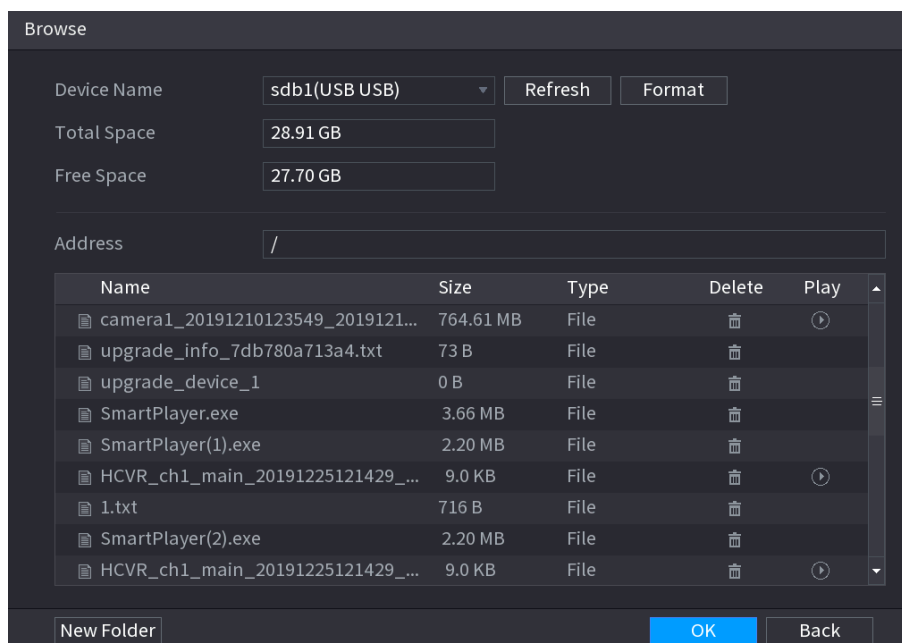 Browse
Device Name sdb1(USB USB) Refresh Format
Total Space 28.91 GB
Free Space 27.70 GB
Address /
Name Size Type Delete Play
camera1_20191210123549_2019121... 764.61 MB File
upgrade_info_7db780a713a4.txt 73 B File
upgrade_device_1 0 B File
SmartPlayer.exe 3.66 MB File
SmartPlayer(1).exe 2.20 MB File
HCVR_ch1_main_20191225121429_... 9.0 KB File
1.txt 716 B File
SmartPlayer(2).exe 2.20 MB File
HCVR_ch1_main_20191225121429_... 9.0 KB File
New Folder OK Back